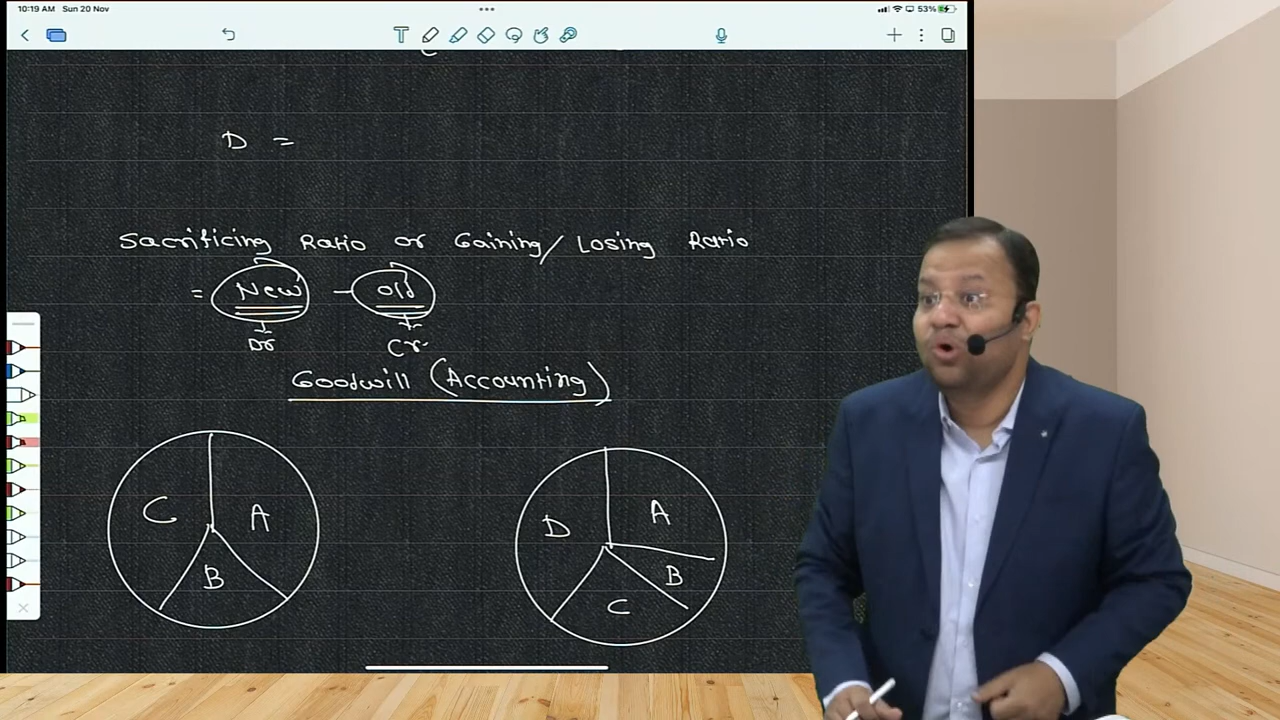 10:19 AM Sun 20 Nov
53%
T
D =
Sacrificing Ratio or Gaining/Losing Ratio
= New - Old
Dr Cr
Goodwill (Accounting)
C A
B
D A
B
C